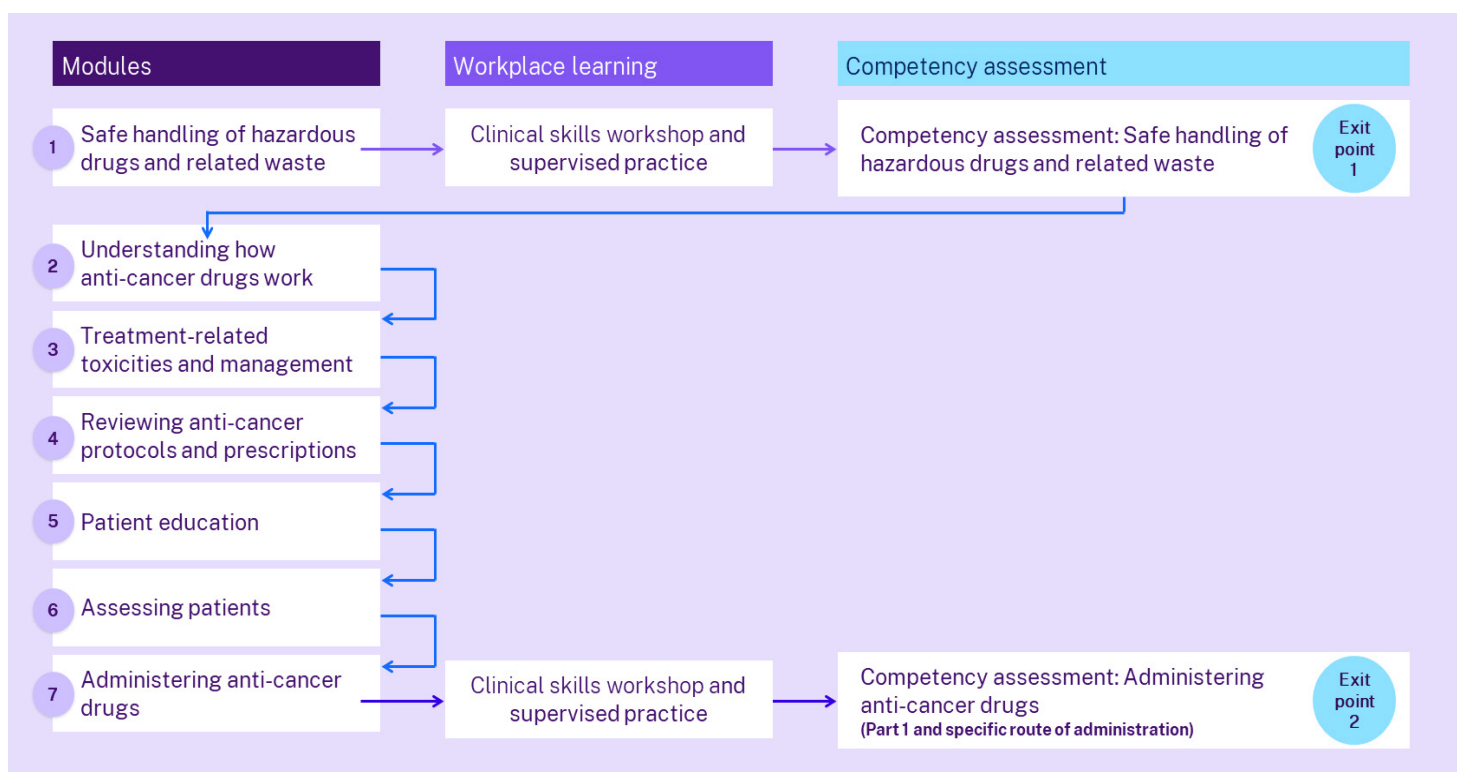 Modules
Workplace learning
Competency assessment
1
Safe handling of hazardous
drugs and related waste
Clinical skills workshop and
supervised practice
Competency assessment: Safe handling of
hazardous drugs and related waste
Exit
point
1
2
Understanding how
anti-cancer drugs work
3
Treatment-related
toxicities and management
4
Reviewing anti-cancer
protocols and prescriptions
5
Patient education
6
Assessing patients
7
Administering anti-cancer
drugs
Clinical skills workshop and
supervised practice
Competency assessment: Administering
anti-cancer drugs
(Part 1 and specific route of administration)
Exit
point
2